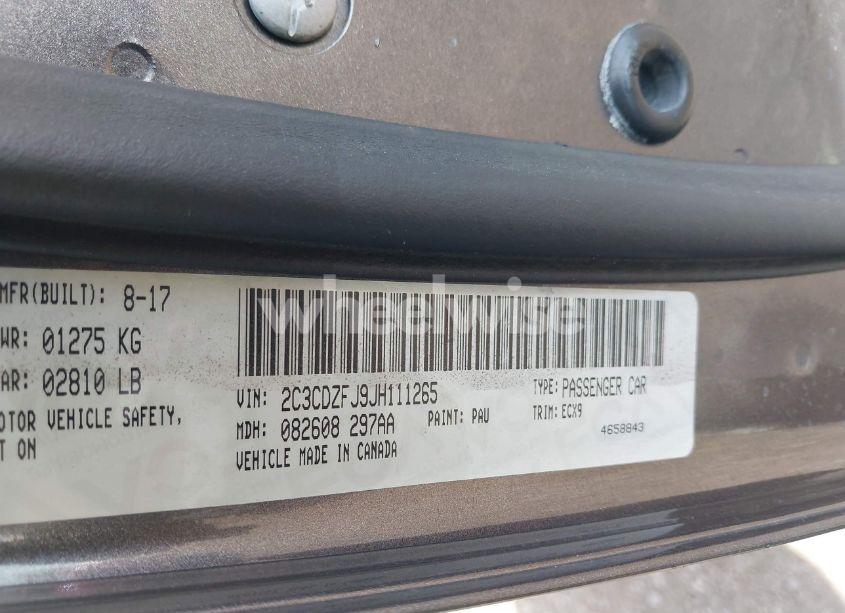 MFR(BUILT): 8-17
WR: 01275 KG
AR: 02810 LB
OTOR VEHICLE SAFETY,
T ON
wheelwise
VIN: 2C3CDZFJ9JH111265
TYPE: PASSENGER CAR
MDH: 082608 297AA
PAINT: PAU
TRIM: ECX9
VEHICLE MADE IN CANADA
4658843